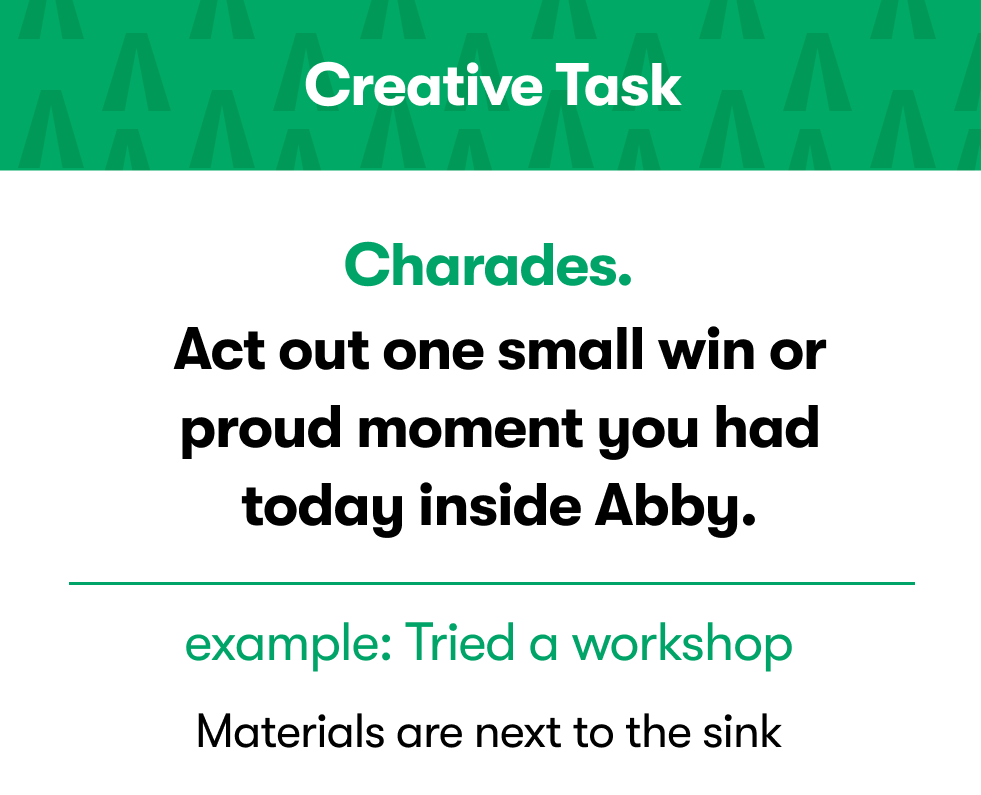 Creative Task
Charades.
Act out one small win or
proud moment you had
today inside Abby.
example: Tried a workshop
Materials are next to the sink